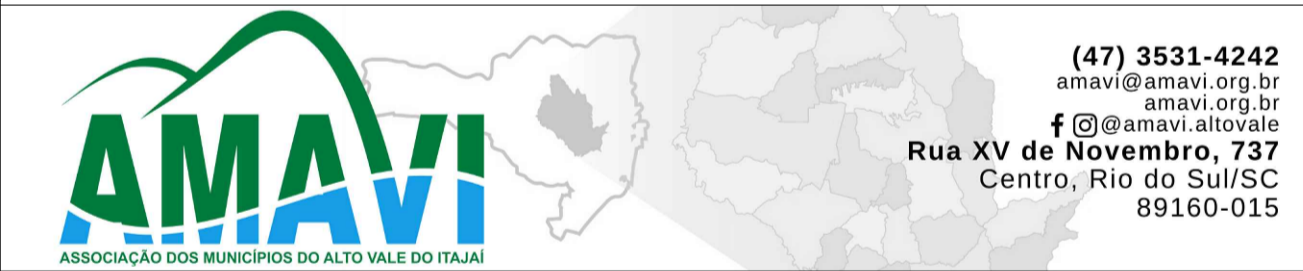 AMAVI
ASSOCIAÇÃO DOS MUNICÍPIOS DO ALTO VALE DO ITAJAÍ
(47) 3531-4242
amavi@amavi.org.br
amavi.org.br
@amavi.altovale
Rua XV de Novembro, 737
Centro, Rio do Sul/SC
89160-015